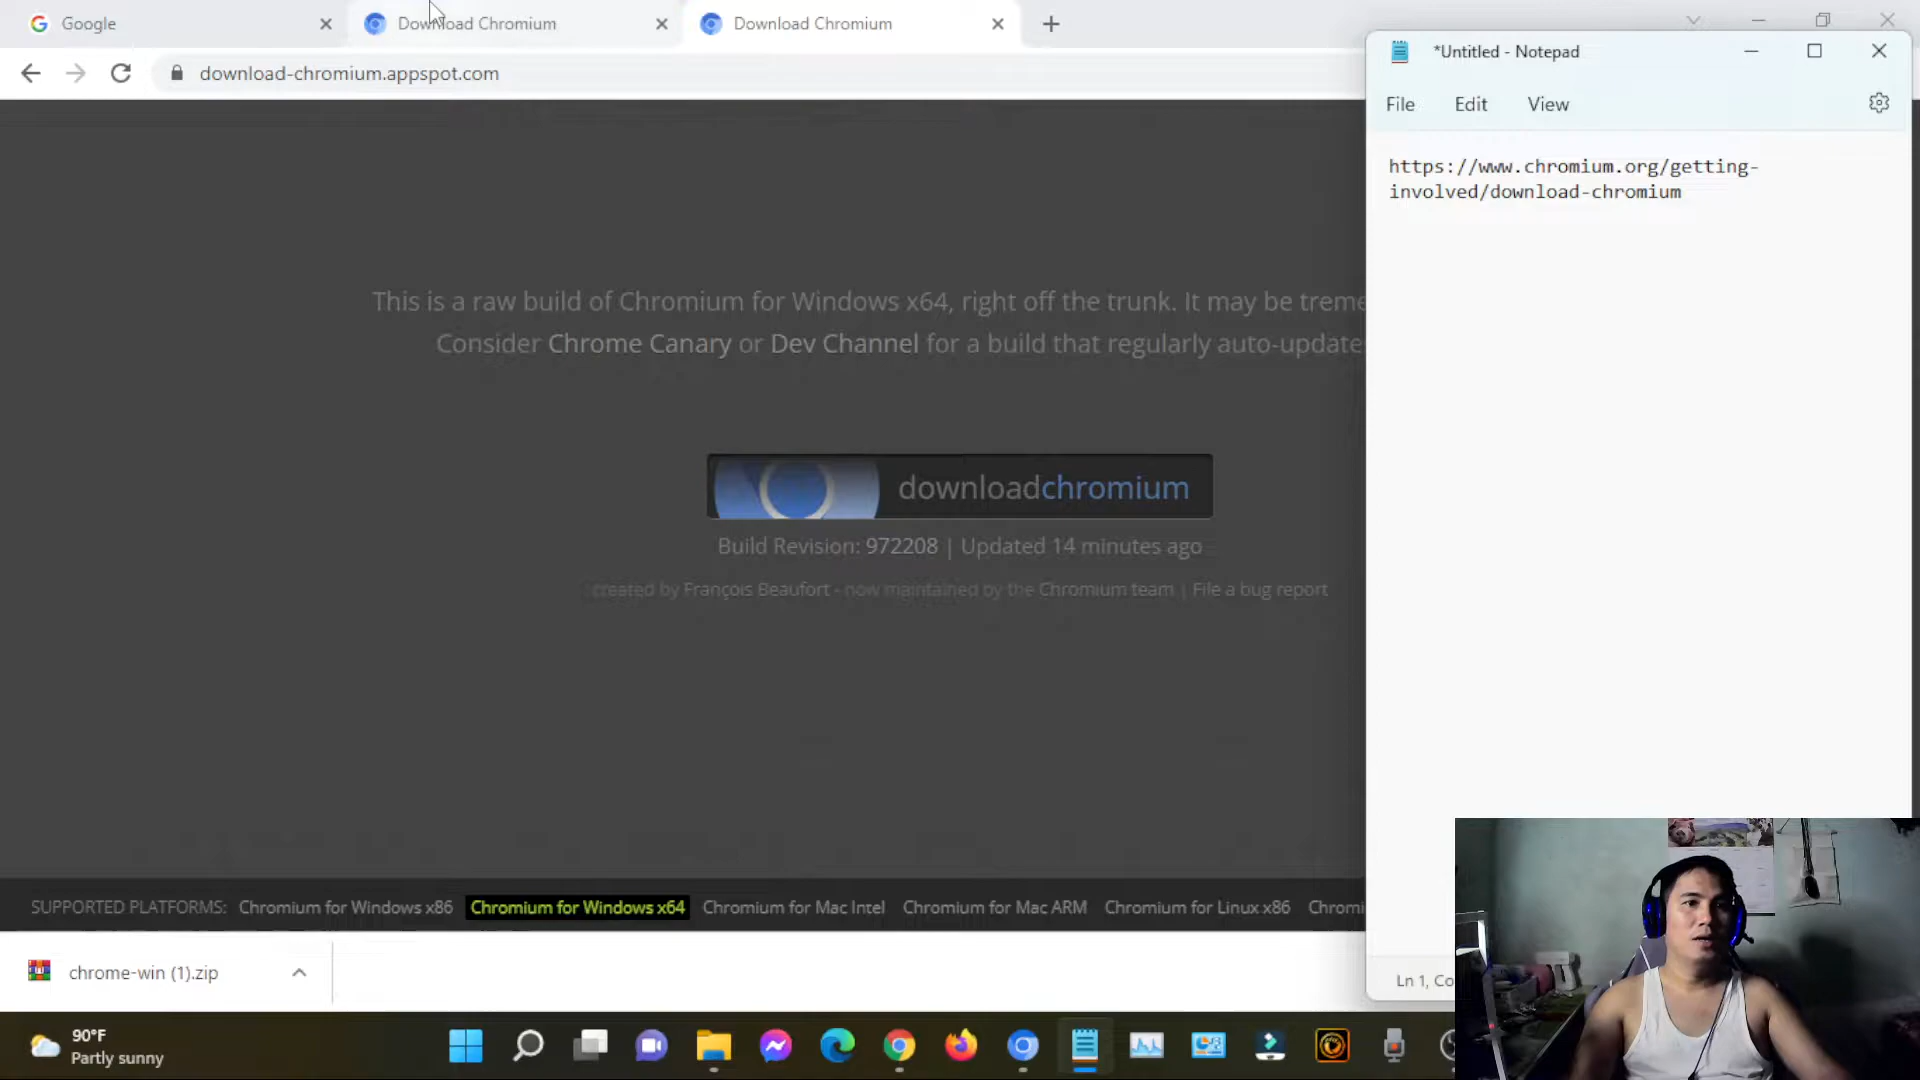 Google
Download Chromium
Download Chromium
download-chromium.appspot.com
*Untitled - Notepad
File Edit View
https://www.chromium.org/getting-
involved/download-chromium
This is a raw build of Chromium for Windows x64, right off the trunk. It may be treme
Consider Chrome Canary or Dev Channel for a build that regularly auto-update
downloadchromium
Build Revision: 972208 | Updated 14 minutes ago
created by François Beaufort - now maintained by the Chromium team | File a bug report
SUPPORTED PLATFORMS: Chromium for Windows x86 Chromium for Windows x64 Chromium for Mac Intel Chromium for Mac ARM Chromium for Linux x86 Chromi
chrome-win (1).zip
Ln 1, Co
90°F
Partly sunny